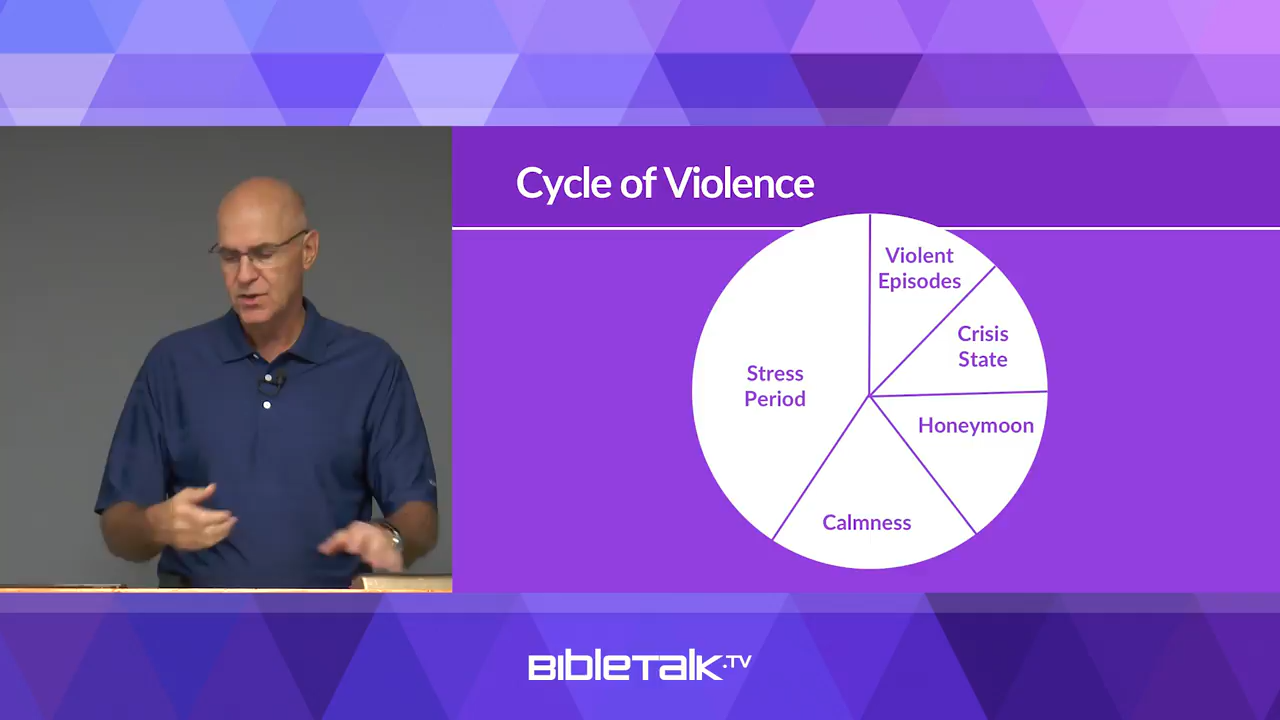 Cycle of Violence
Violent
Episodes
Crisis
State
Stress
Period
Honeymoon
Calmness
BibleTalk.TV